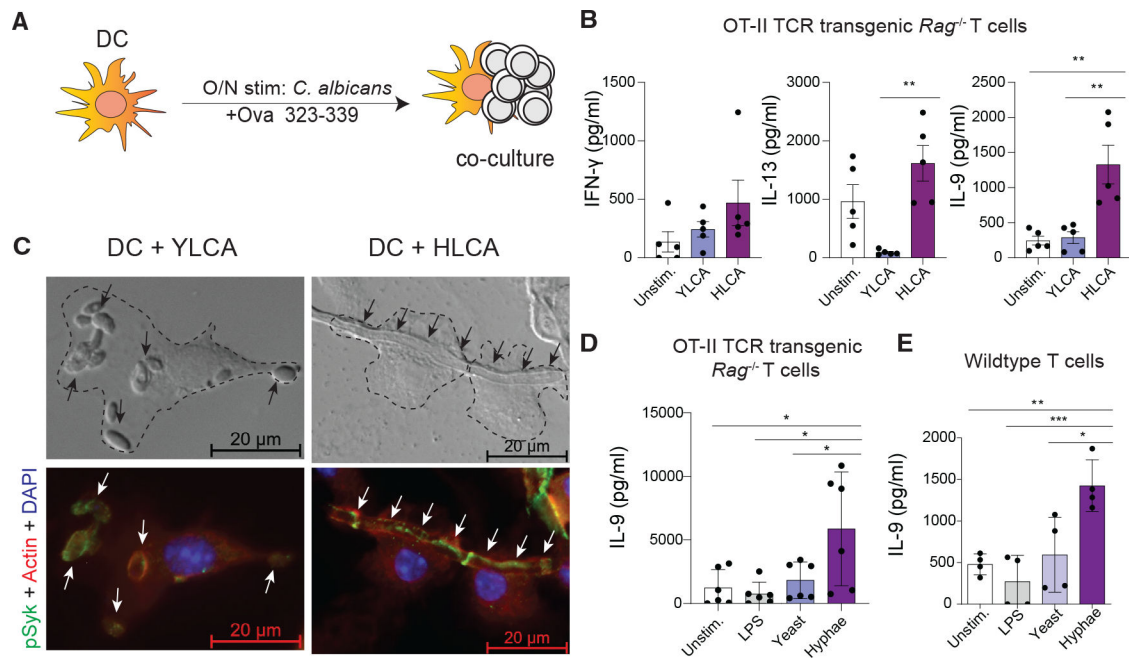 A
DC
O/N stim: C. albicans
+Ova 323-339
co-culture
B
OT-II TCR transgenic Rag-/- T cells
IFN-γ (pg/ml)
1500
1000
500
0
Unstim.
YLCA
HLCA
IL-13 (pg/ml)
3000
2000
1000
0
**
Unstim.
YLCA
HLCA
IL-9 (pg/ml)
2500
2000
1500
1000
500
0
**
**
Unstim.
YLCA
HLCA
C
DC + YLCA
DC + HLCA
20 µm
20 µm
pSyk + Actin + DAPI
20 µm
20 µm
D
OT-II TCR transgenic
Rag-/- T cells
IL-9 (pg/ml)
15000
10000
5000
0
*
*
*
Unstim.
LPS
Yeast
Hyphae
E
Wildtype T cells
IL-9 (pg/ml)
2000
1500
1000
500
0
**
***
*
Unstim.
LPS
Yeast
Hyphae